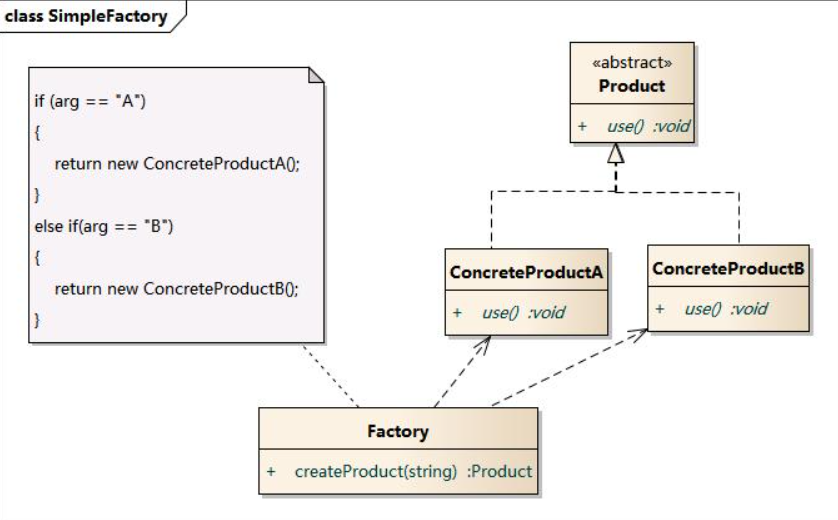 class SimpleFactory
if (arg == "A")
{
return new ConcreteProductA();
}
else if(arg == "B")
{
return new ConcreteProductB();
}
«abstract»
Product
+ use() :void
ConcreteProductA
+ use() :void
ConcreteProductB
+ use() :void
Factory
+ createProduct(string) :Product